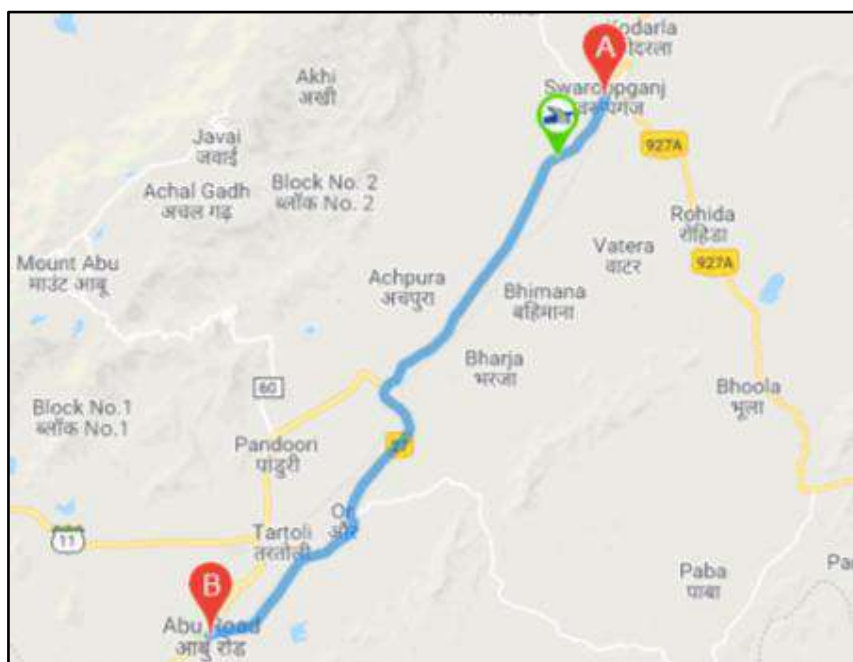 A
Kodarla
Swaroopganj
Akhi
अखी
927A
Javai
जवाई
Block No. 2
ब्लॉक No. 2
Achal Gadh
अचल गढ़
Rohida
रोहिडा
Vatera
वाटर
927A
Mount Abu
माउंट आबू
Achpura
अचपुरा
Bhimana
बहिमाना
Bharja
भरजा
60
Bhoola
भूला
Block No.1
ब्लॉक No.1
Pandoori
पांडुरी
27
Or
और
11
Tartoli
तरतोली
Paba
पाबा
B
Abu Road
आबु रोड